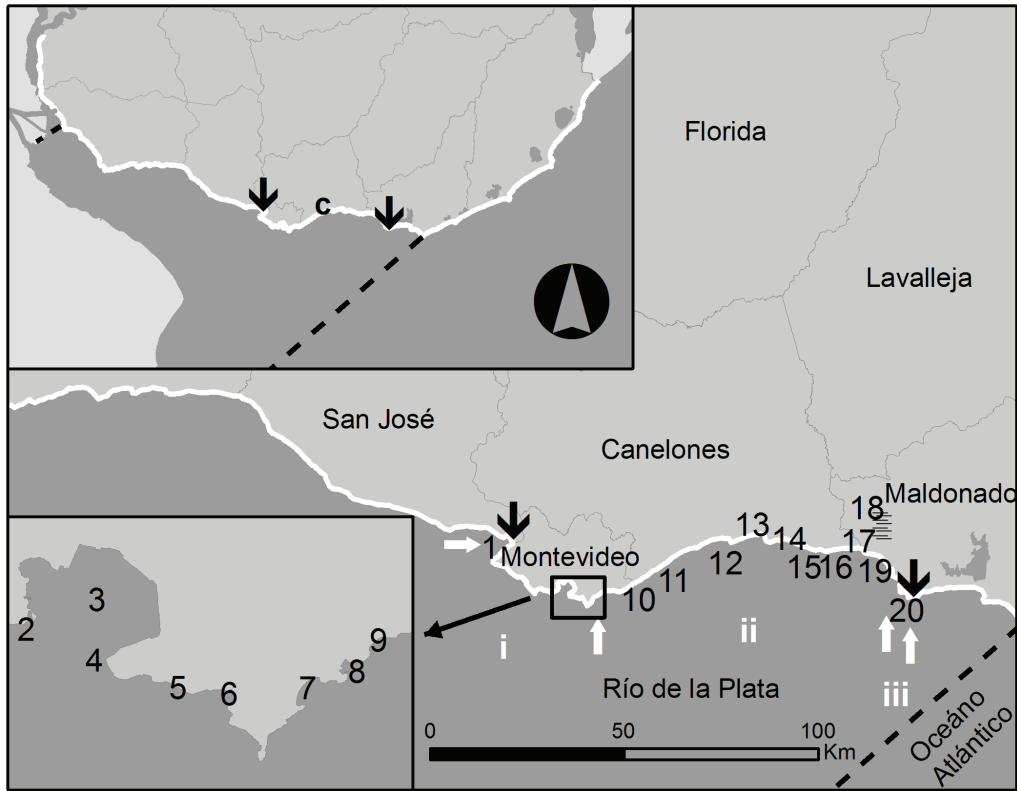 c
Florida
Lavalleja
San José
Canelones
Maldonado
Montevideo
1
10
11
12
13
14
15
16
17
18
19
20
i
ii
iii
Río de la Plata
Oceáno
Atlántico
0
50
100
Km
2
3
4
5
6
7
8
9